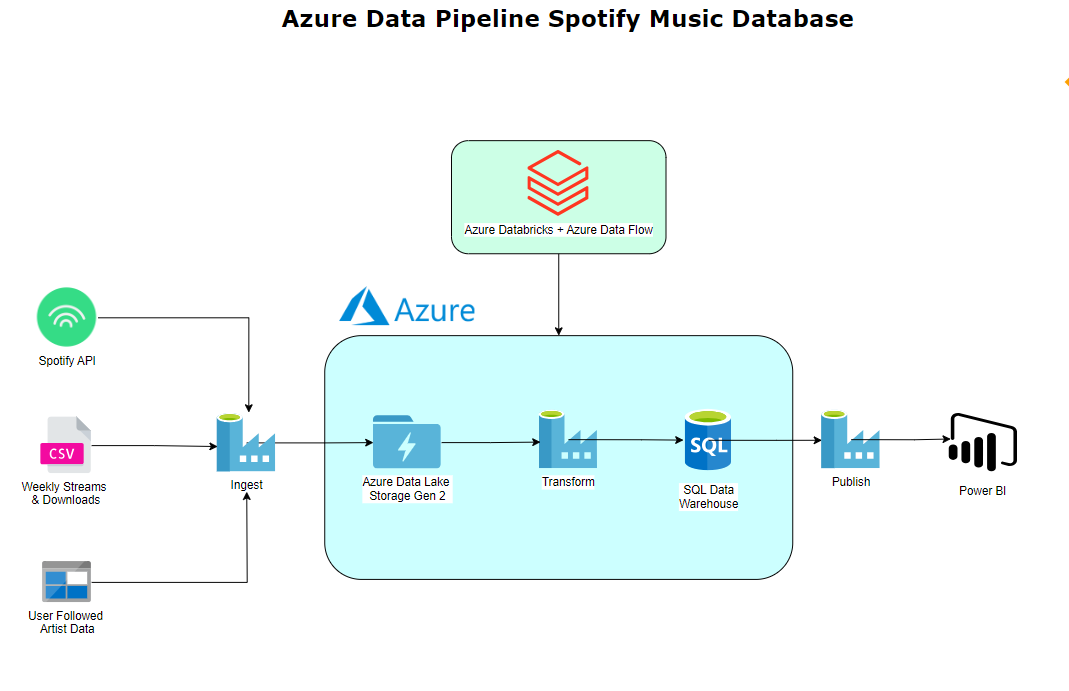 Azure Data Pipeline Spotify Music Database
Azure Databricks + Azure Data Flow
Azure
Spotify API
CSV
Weekly Streams
& Downloads
Ingest
Azure Data Lake
Storage Gen 2
Transform
SQL
SQL Data
Warehouse
Publish
Power BI
User Followed
Artist Data